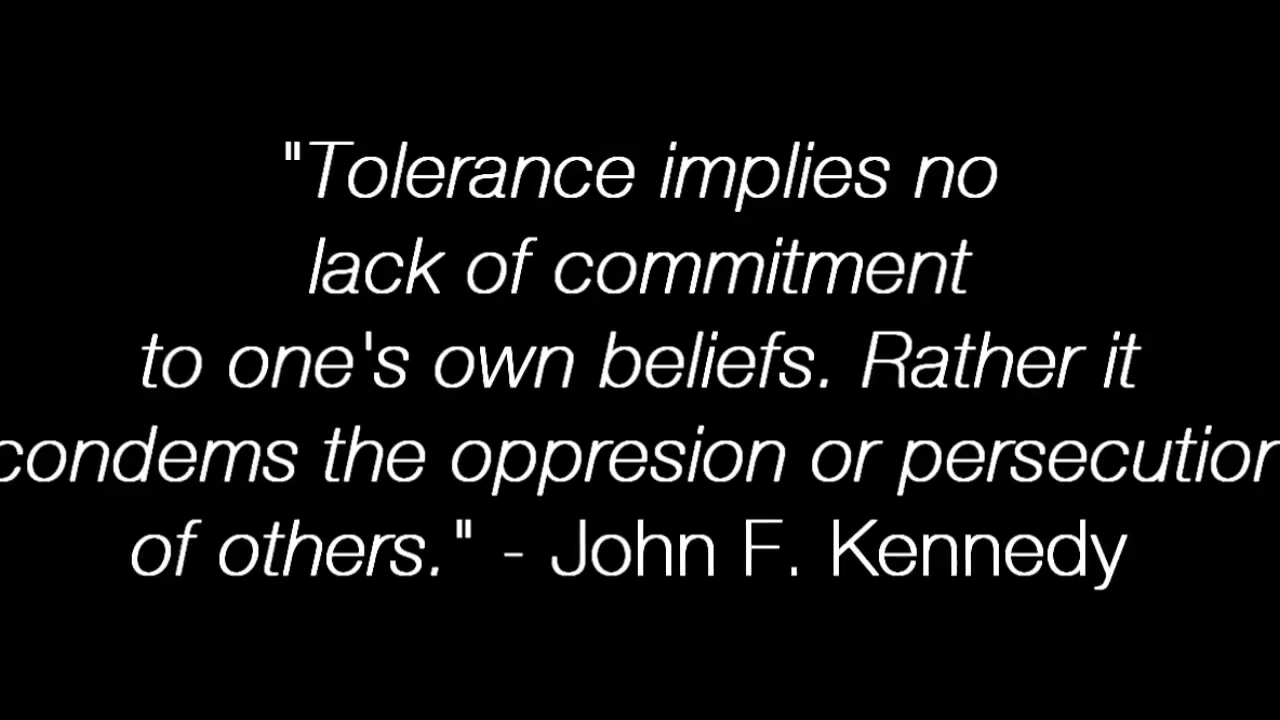 "Tolerance implies no
lack of commitment
to one's own beliefs. Rather it
condems the oppresion or persecution
of others." - John F. Kennedy